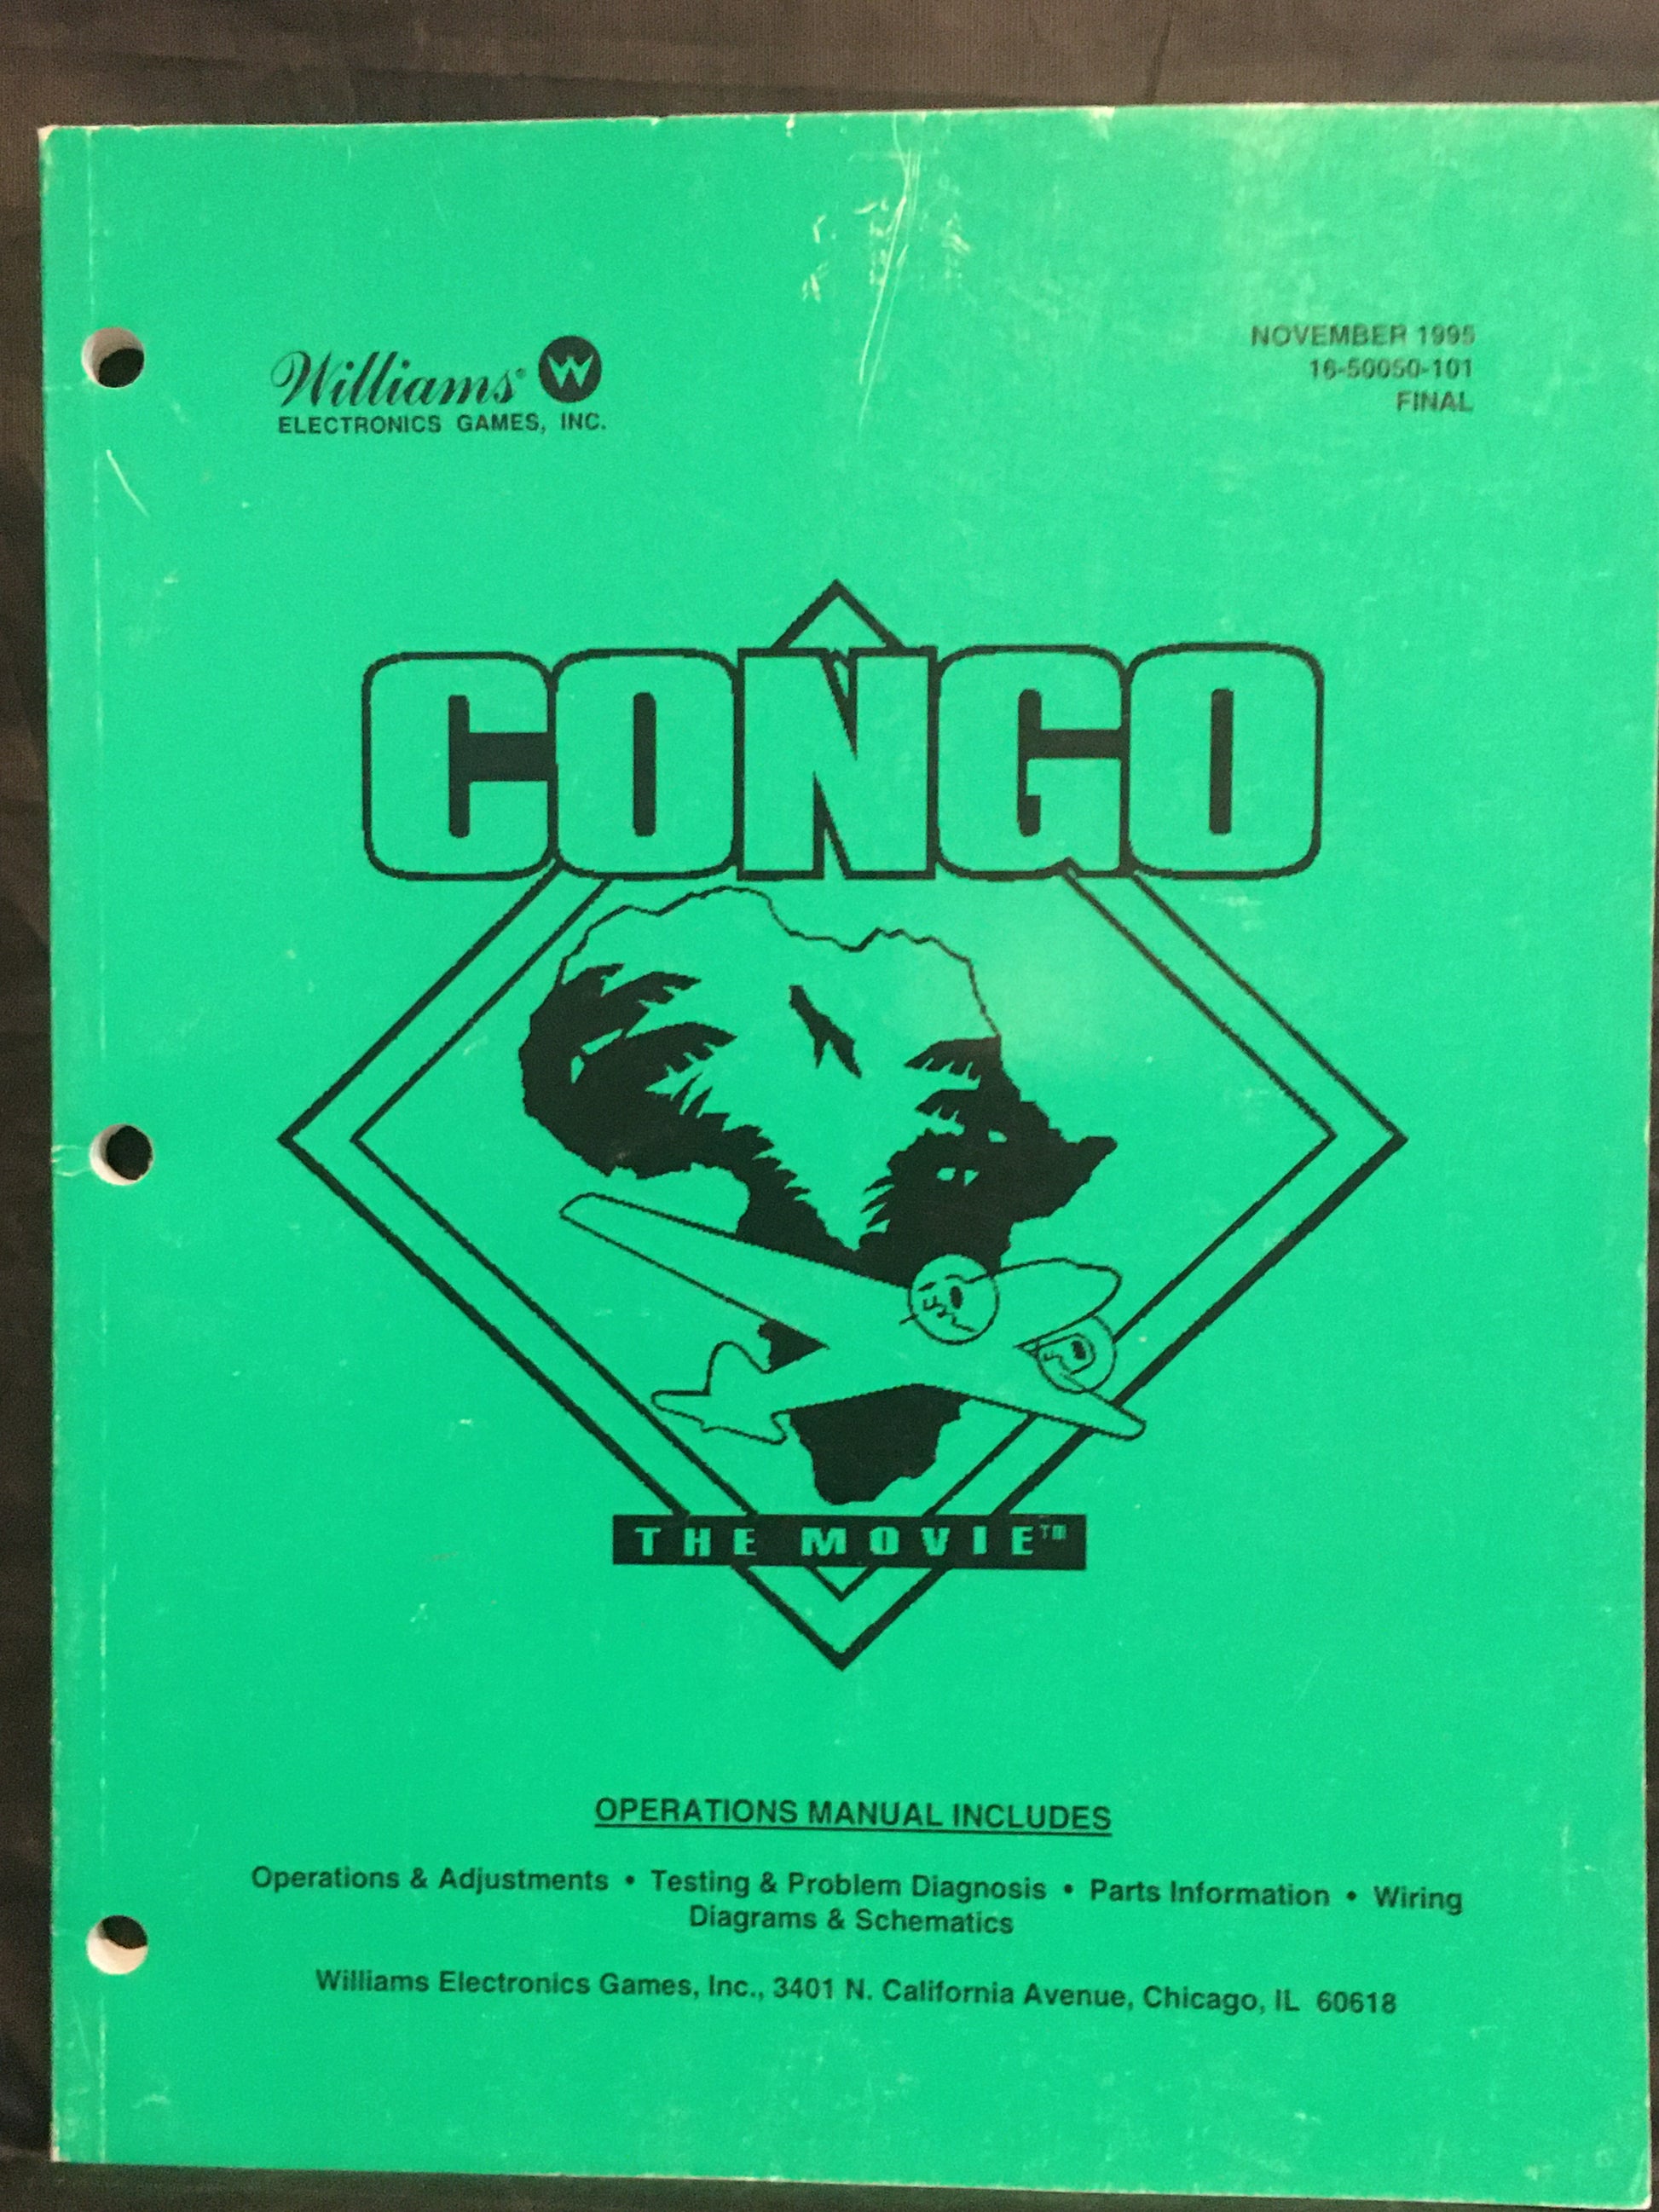 Williams® W
ELECTRONICS GAMES, INC.
NOVEMBER 1995
16-50050-101
FINAL
CONGO
THE MOVIE™
OPERATIONS MANUAL INCLUDES
Operations & Adjustments • Testing & Problem Diagnosis • Parts Information • Wiring
Diagrams & Schematics
Williams Electronics Games, Inc., 3401 N. California Avenue, Chicago, IL 60618